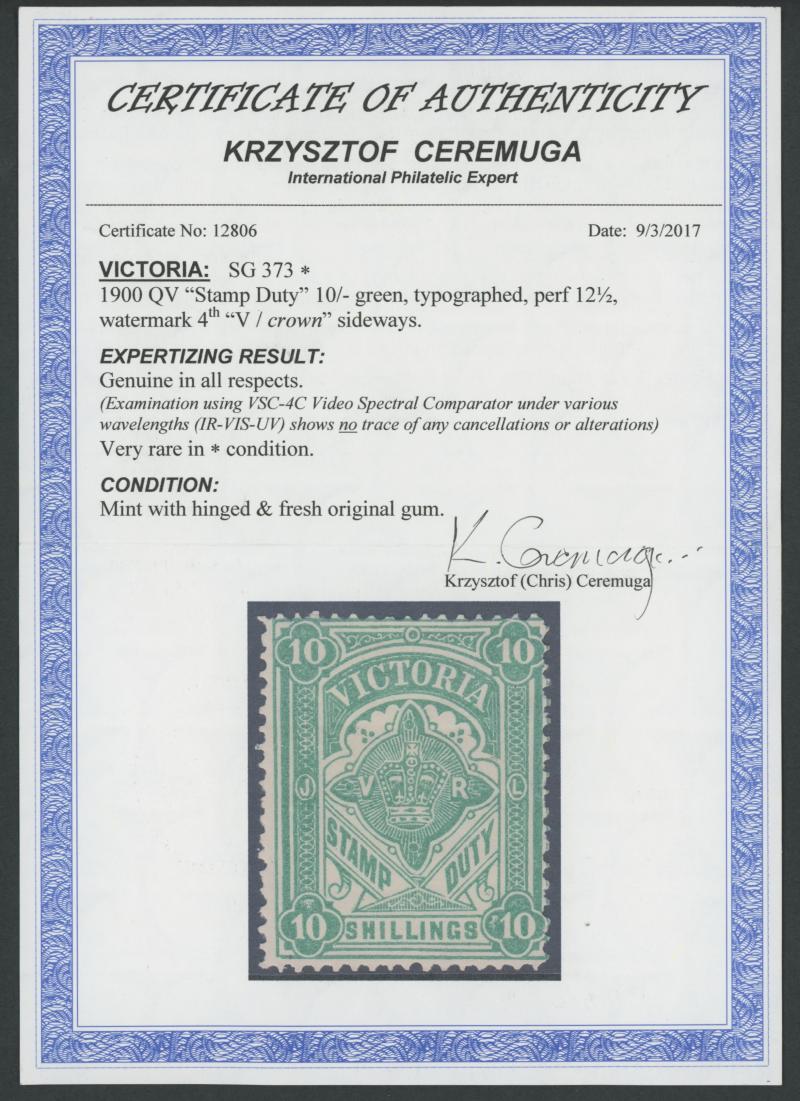 CERTIFICATE OF AUTHENTICITY
KRZYSZTOF CEREMUGA
International Philatelic Expert
Certificate No: 12806 Date: 9/3/2017
VICTORIA: SG 373 *
1900 QV “Stamp Duty” 10/- green, typographed, perf 12½,
watermark 4th “V / crown” sideways.
EXPERTIZING RESULT:
Genuine in all respects.
(Examination using VSC-4C Video Spectral Comparator under various
wavelengths (IR-VIS-UV) shows no trace of any cancellations or alterations)
Very rare in * condition.
CONDITION:
Mint with hinged & fresh original gum.
K. Ceremuga...
Krzysztof (Chris) Ceremuga
10 10
VICTORIA
V R
J L
STAMP DUTY
10 SHILLINGS 10